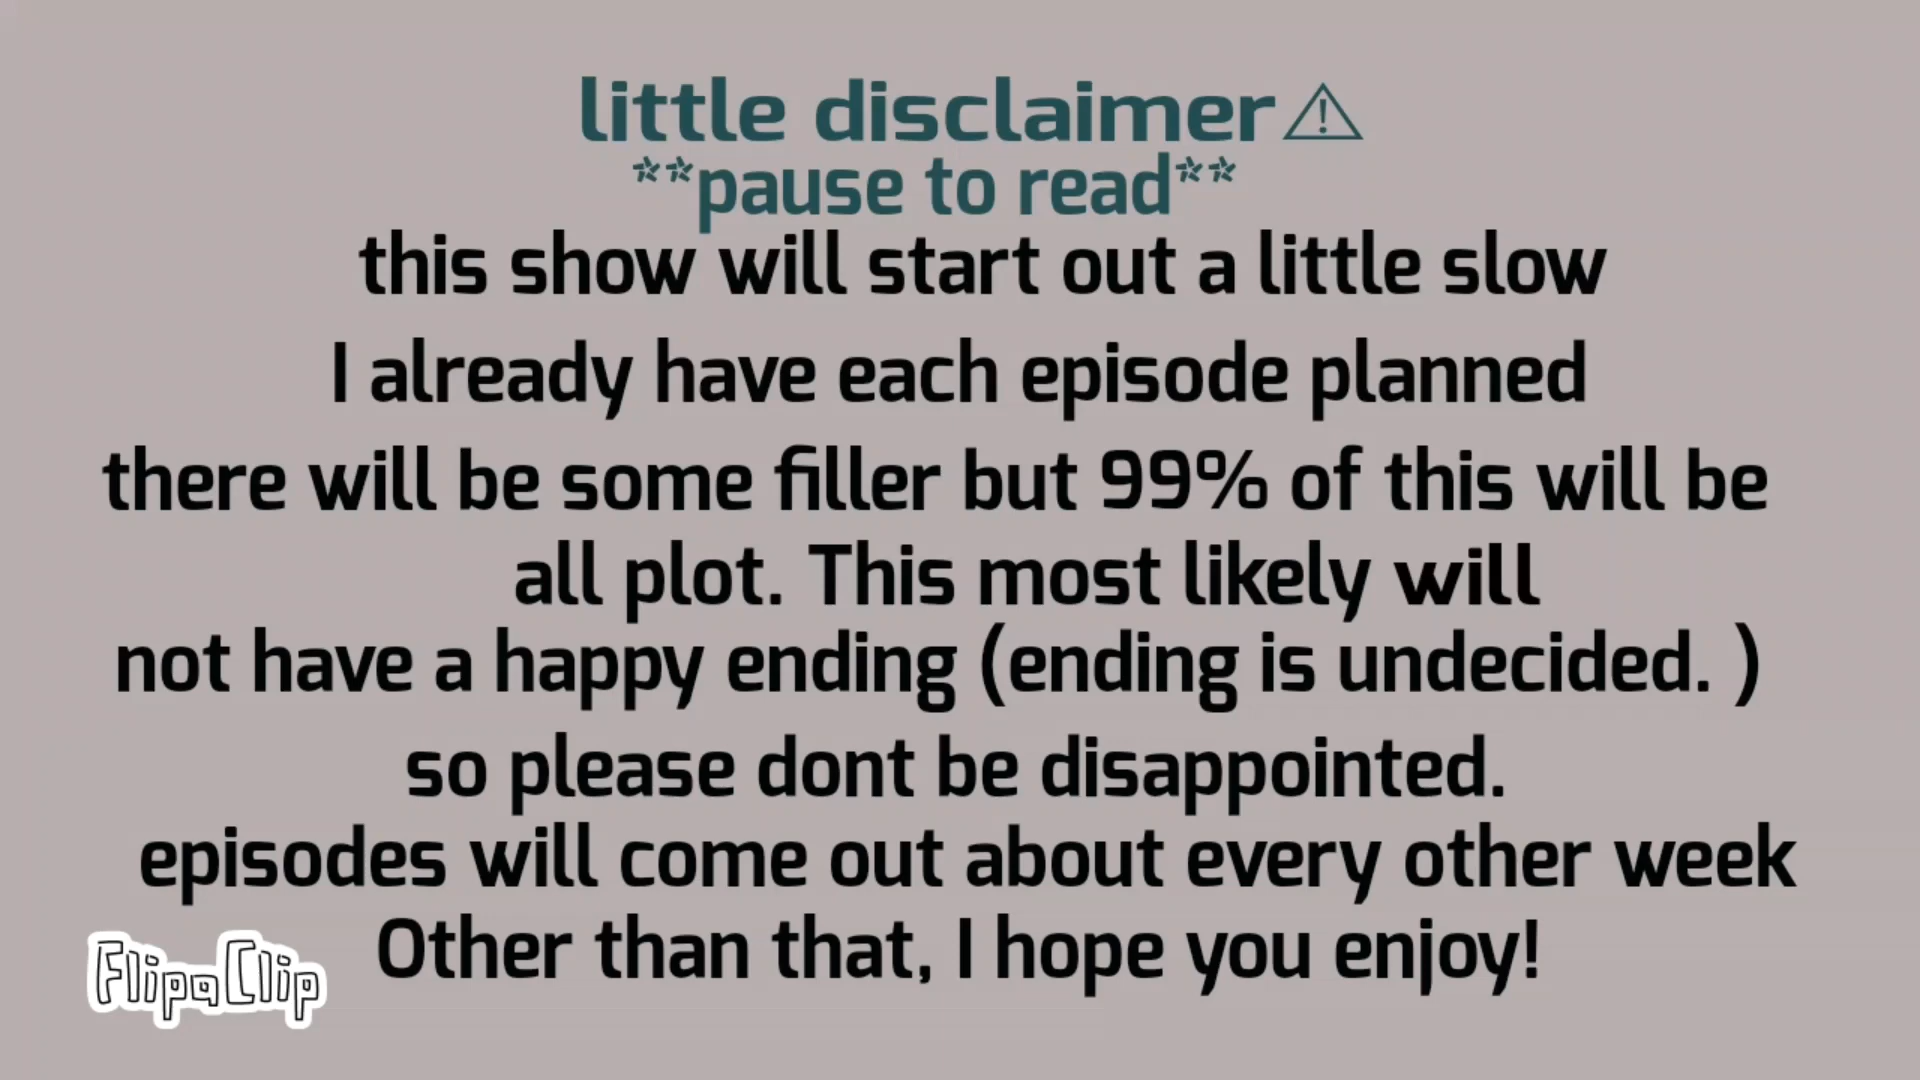 little disclaimer⚠
**pause to read**
this show will start out a little slow
I already have each episode planned
there will be some filler but 99% of this will be
all plot. This most likely will
not have a happy ending (ending is undecided. )
so please dont be disappointed.
episodes will come out about every other week
Other than that, I hope you enjoy!
FlipaClip